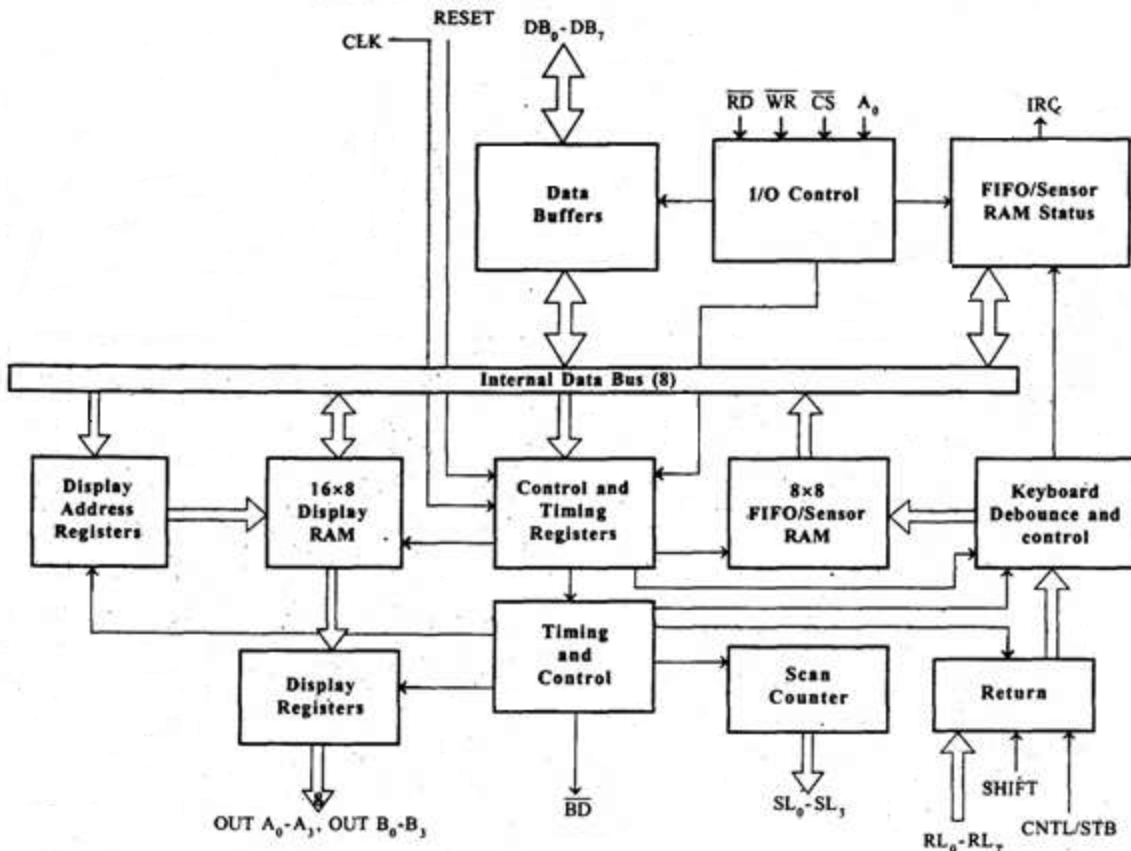 RESET
CLK
DB₀-DB₇
RD WR CS A₀
IRC
Data
Buffers
I/O Control
FIFO/Sensor
RAM Status
Internal Data Bus (8)
Display
Address
Registers
16×8
Display
RAM
Control and
Timing
Registers
8×8
FIFO/Sensor
RAM
Keyboard
Debounce and
control
Timing
and
Control
Display
Registers
Scan
Counter
Return
8
OUT A₀-A₃, OUT B₀-B₃
BD
SL₀-SL₃
SHIFT
CNTL/STB
RL₀-RL₇